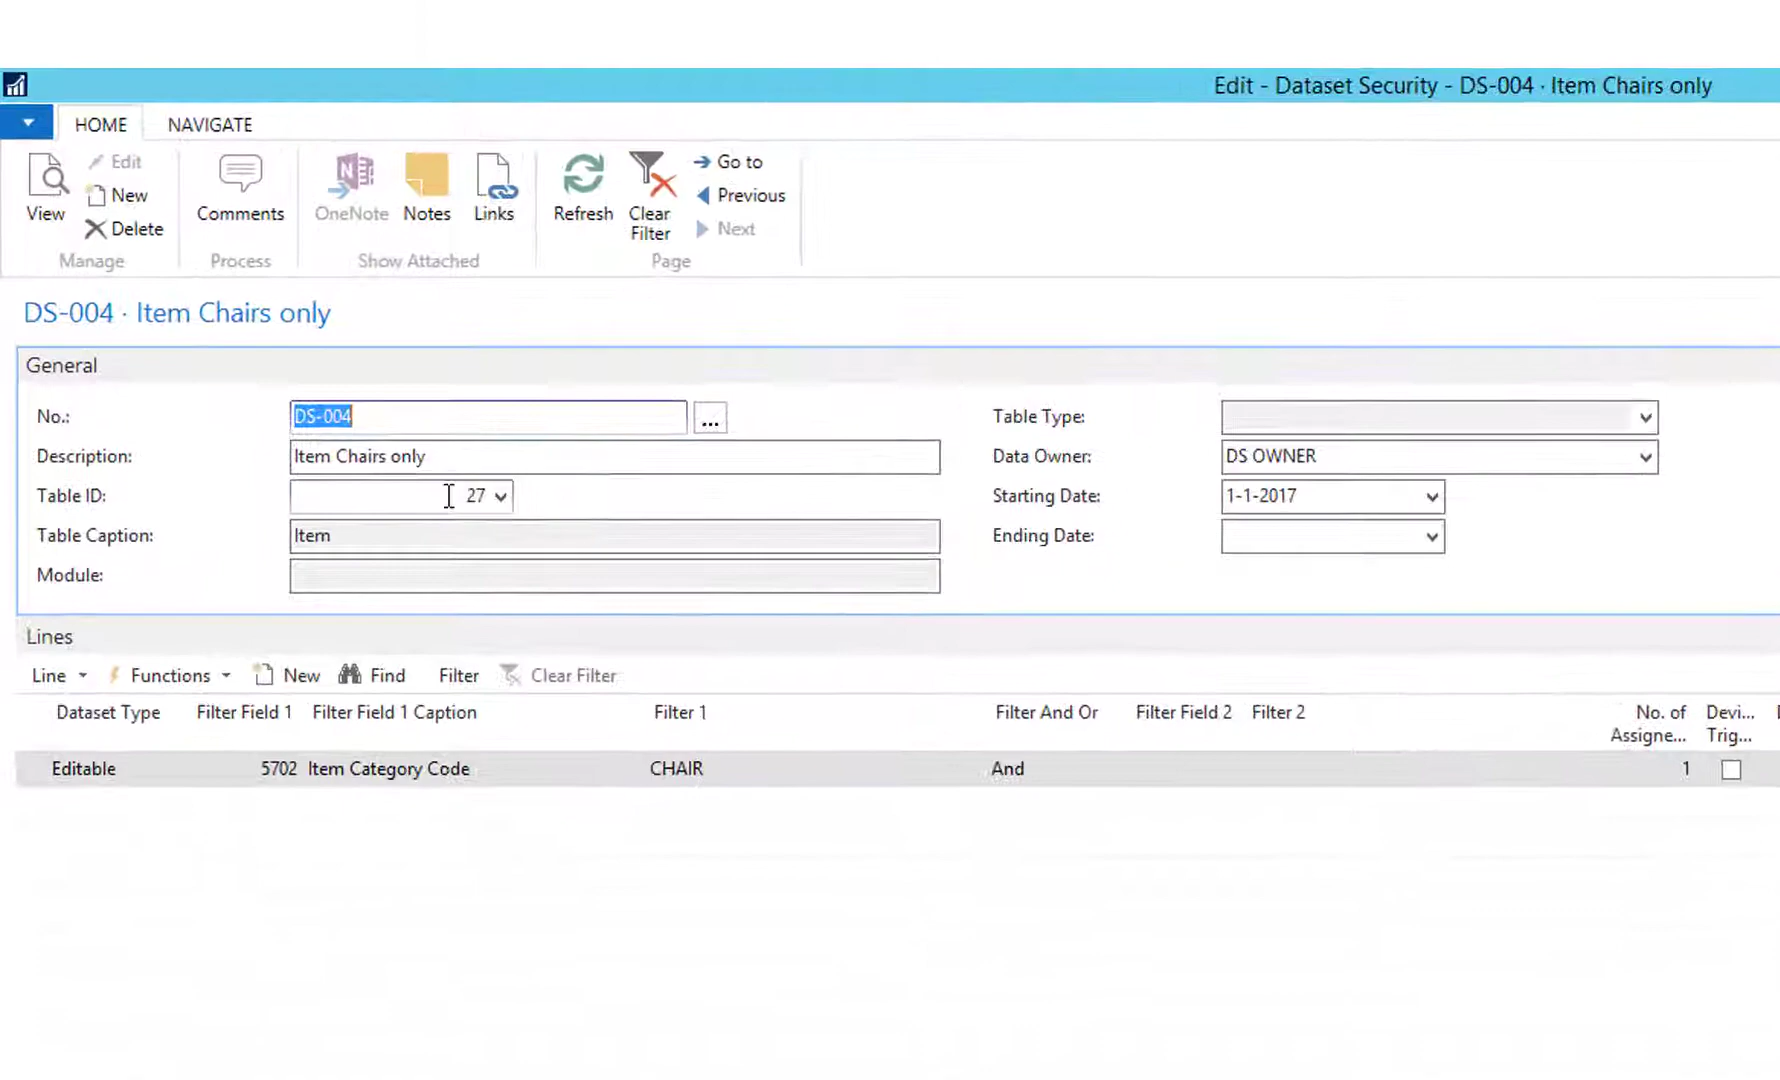 Edit - Dataset Security - DS-004 · Item Chairs only
HOME NAVIGATE
View Edit New Delete Comments OneNote Notes Links Refresh Clear Filter Go to Previous Next
Manage Process Show Attached Page
DS-004 · Item Chairs only
General
No.: DS-004 ... Table Type:
Description: Item Chairs only Data Owner: DS OWNER
Table ID: 27 Starting Date: 1-1-2017
Table Caption: Item Ending Date:
Module:
Lines
Line Functions New Find Filter Clear Filter
Dataset Type Filter Field 1 Filter Field 1 Caption Filter 1 Filter And Or Filter Field 2 Filter 2 No. of Assigne... Devi... Trig...
Editable 5702 Item Category Code CHAIR And 1